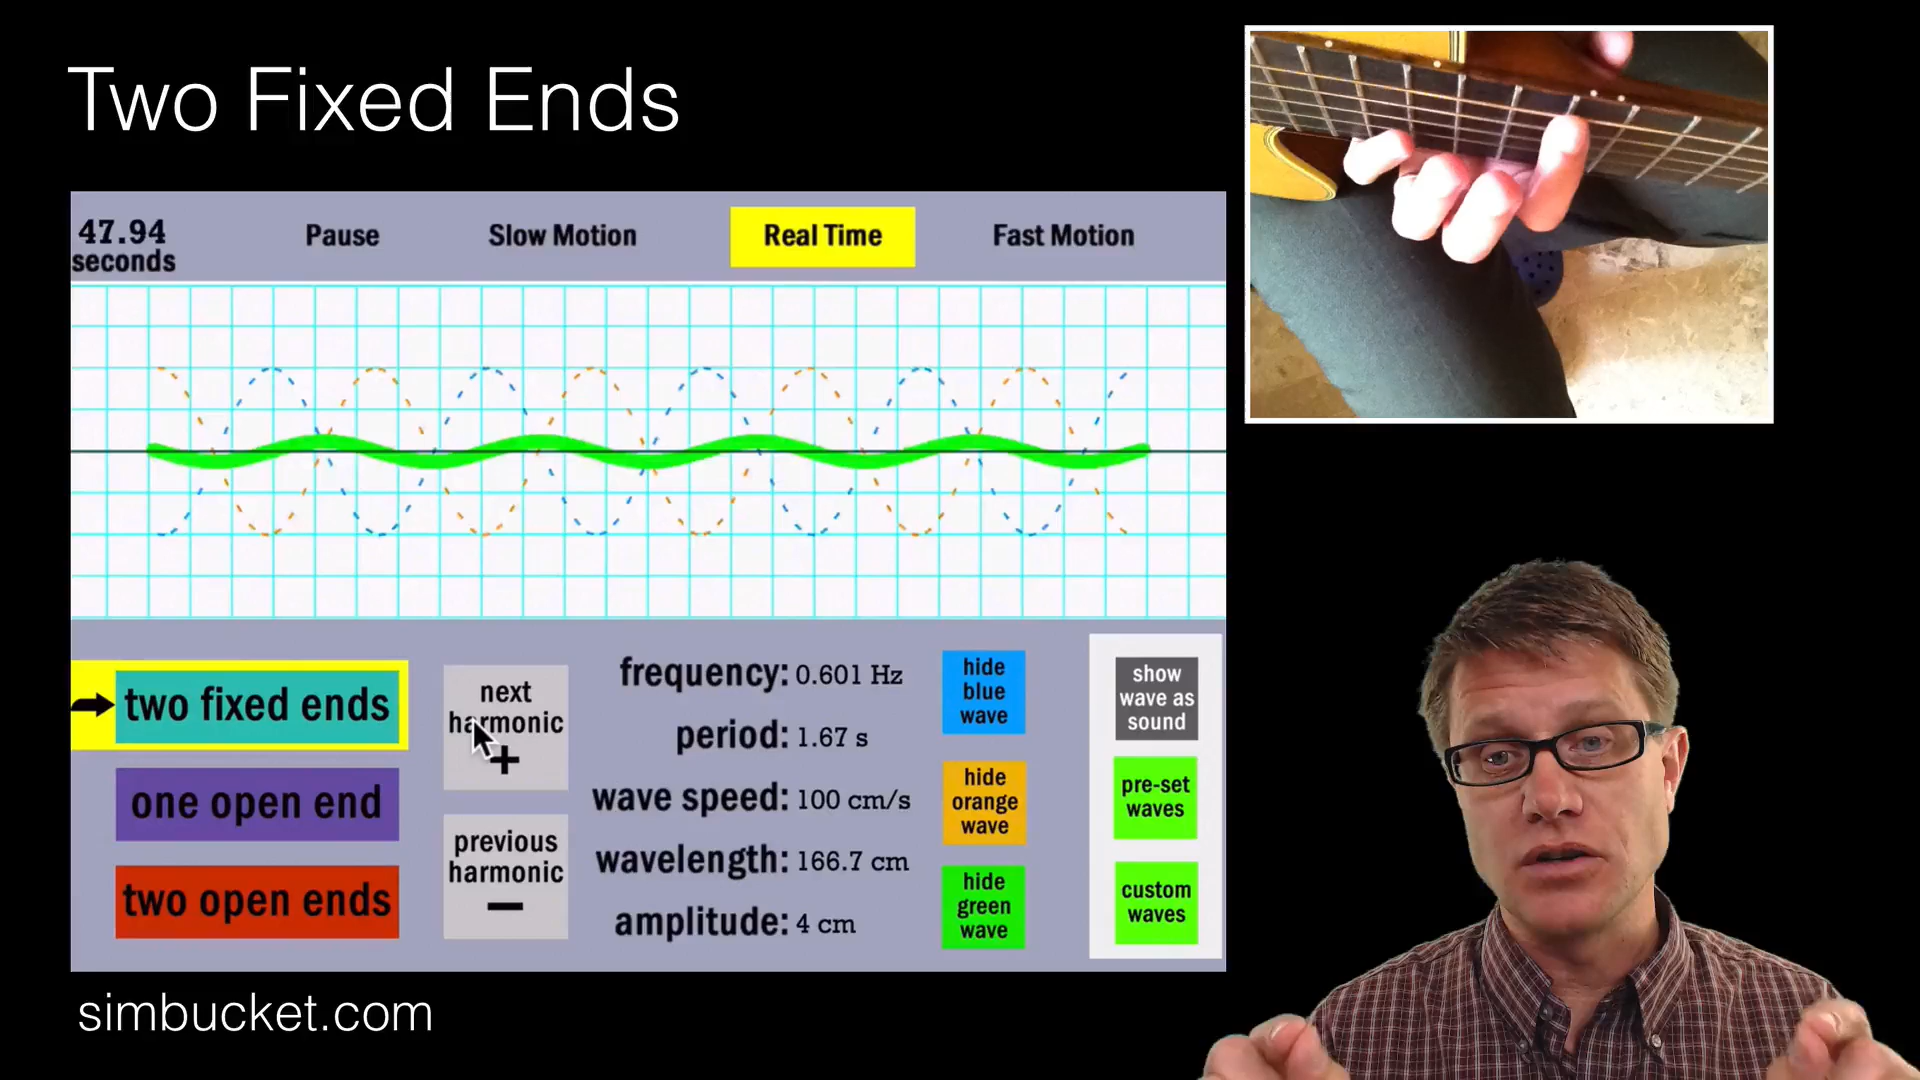 Two Fixed Ends
47.94
seconds
Pause
Slow Motion
Real Time
Fast Motion
two fixed ends
one open end
two open ends
next
harmonic
+
previous
harmonic
−
frequency: 0.601 Hz
period: 1.67 s
wave speed: 100 cm/s
wavelength: 166.7 cm
amplitude: 4 cm
hide
blue
wave
hide
orange
wave
hide
green
wave
show
wave as
sound
pre-set
waves
custom
waves
simbucket.com